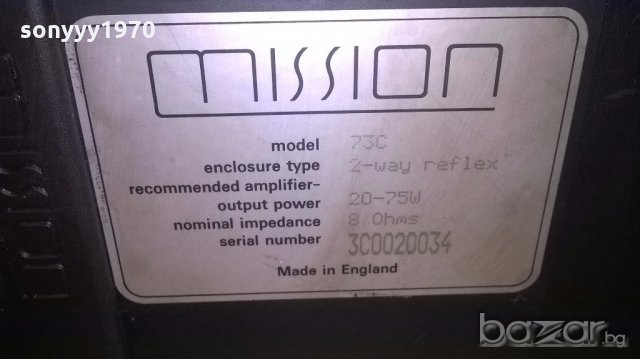 sonyyy1970
mission
model 73C
enclosure type 2-way reflex
recommended amplifier-
output power 20-75W
nominal impedance 8 Ohms
serial number 3C0020034
Made in England
bazar.bg